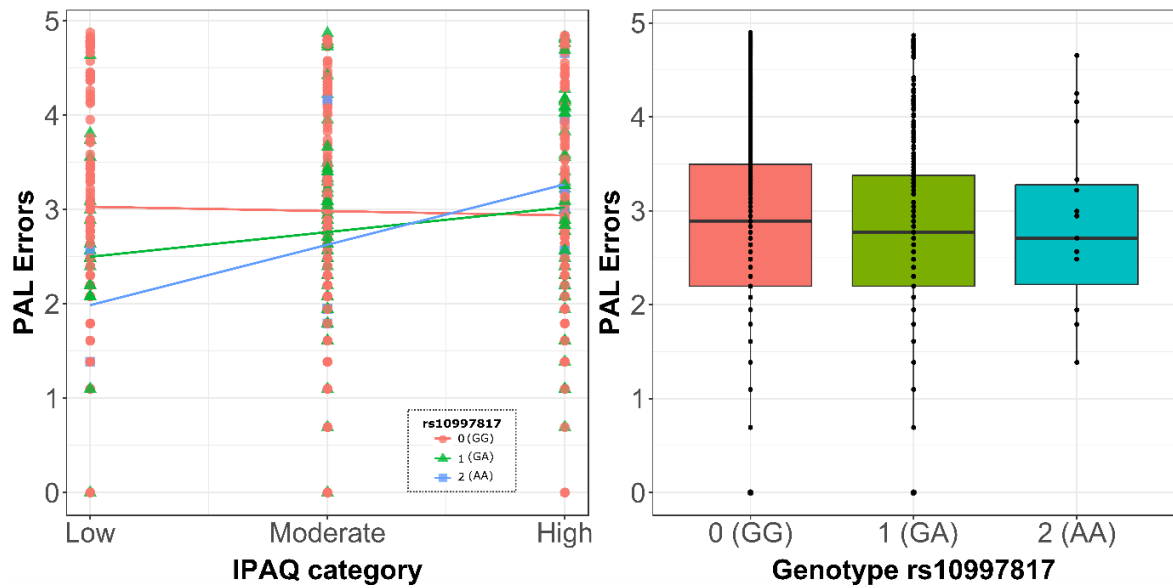 PAL Errors
5
4
3
2
1
0
rs10997817
0 (GG)
1 (GA)
2 (AA)
Low
Moderate
High
IPAQ category
PAL Errors
5
4
3
2
1
0
0 (GG)
1 (GA)
2 (AA)
Genotype rs10997817